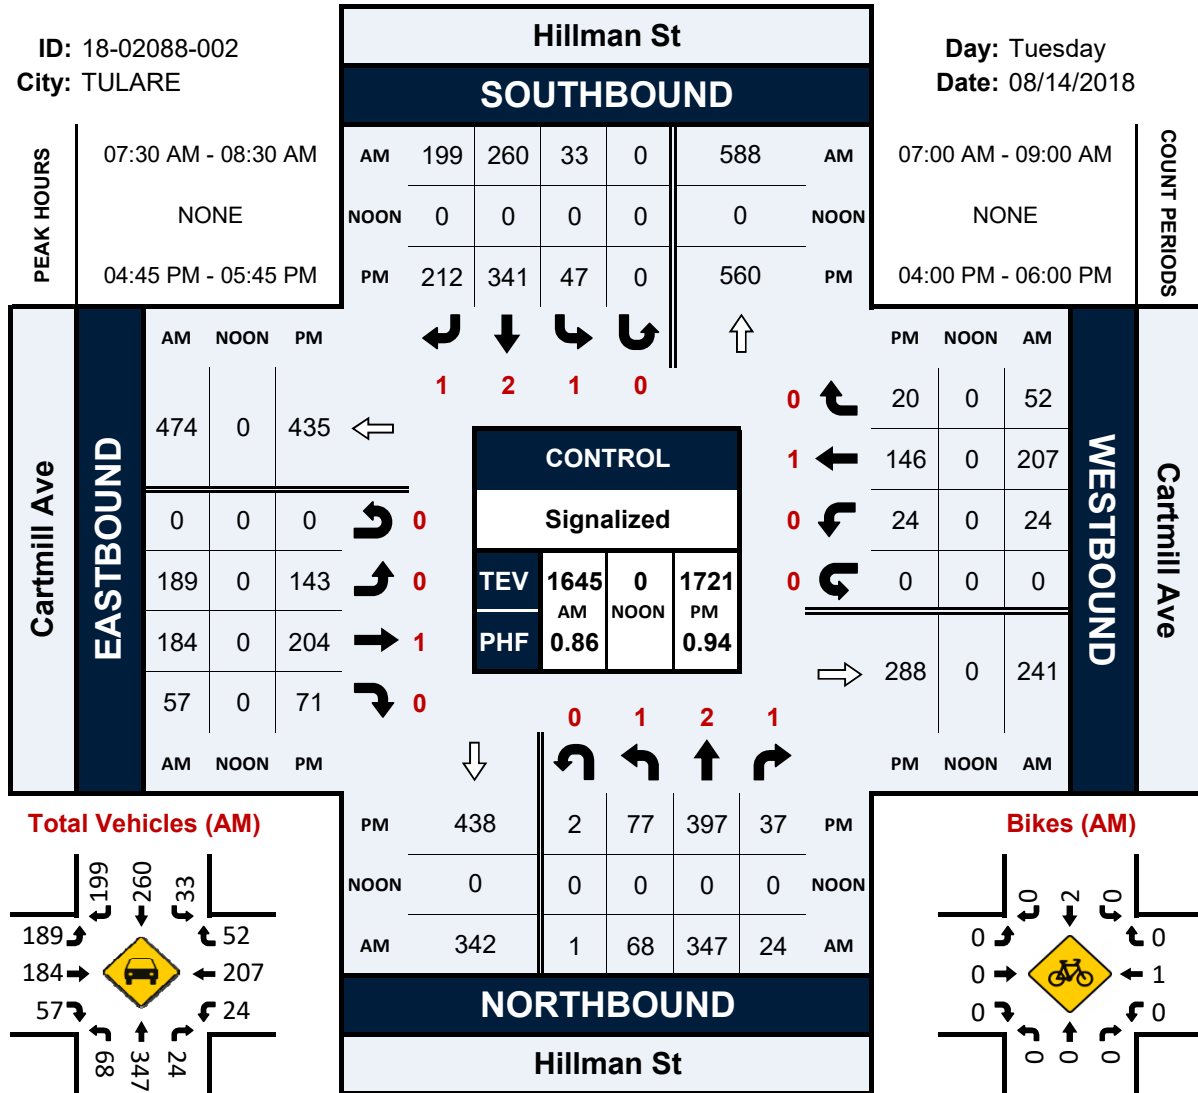 Hillman St
ID: 18-02088-002
City: TULARE
Day: Tuesday
Date: 08/14/2018
SOUTHBOUND
PEAK HOURS
07:30 AM - 08:30 AM
NONE
04:45 PM - 05:45 PM
AM 199 260 33 0 588 AM
NOON 0 0 0 0 0 NOON
PM 212 341 47 0 560 PM
07:00 AM - 09:00 AM
NONE
04:00 PM - 06:00 PM
COUNT PERIODS
1 2 1 0
Cartmill Ave
EASTBOUND
AM NOON PM
474 0 435
0 0 0 0
189 0 143 0
184 0 204 1
57 0 71 0
AM NOON PM
CONTROL
Signalized
TEV 1645 0 1721
AM NOON PM
PHF 0.86 0.94
PM NOON AM
0 20 0 52
1 146 0 207
0 24 0 24
0 0 0 0
288 0 241
PM NOON AM
WESTBOUND
Cartmill Ave
0 1 2 1
PM 438 2 77 397 37 PM
NOON 0 0 0 0 0 NOON
AM 342 1 68 347 24 AM
NORTHBOUND
Hillman St
Total Vehicles (AM)
199 260 33
189 52
184 207
57 24
68 347 24
Bikes (AM)
0 2 0
0 0
0 1
0 0
0 0 0